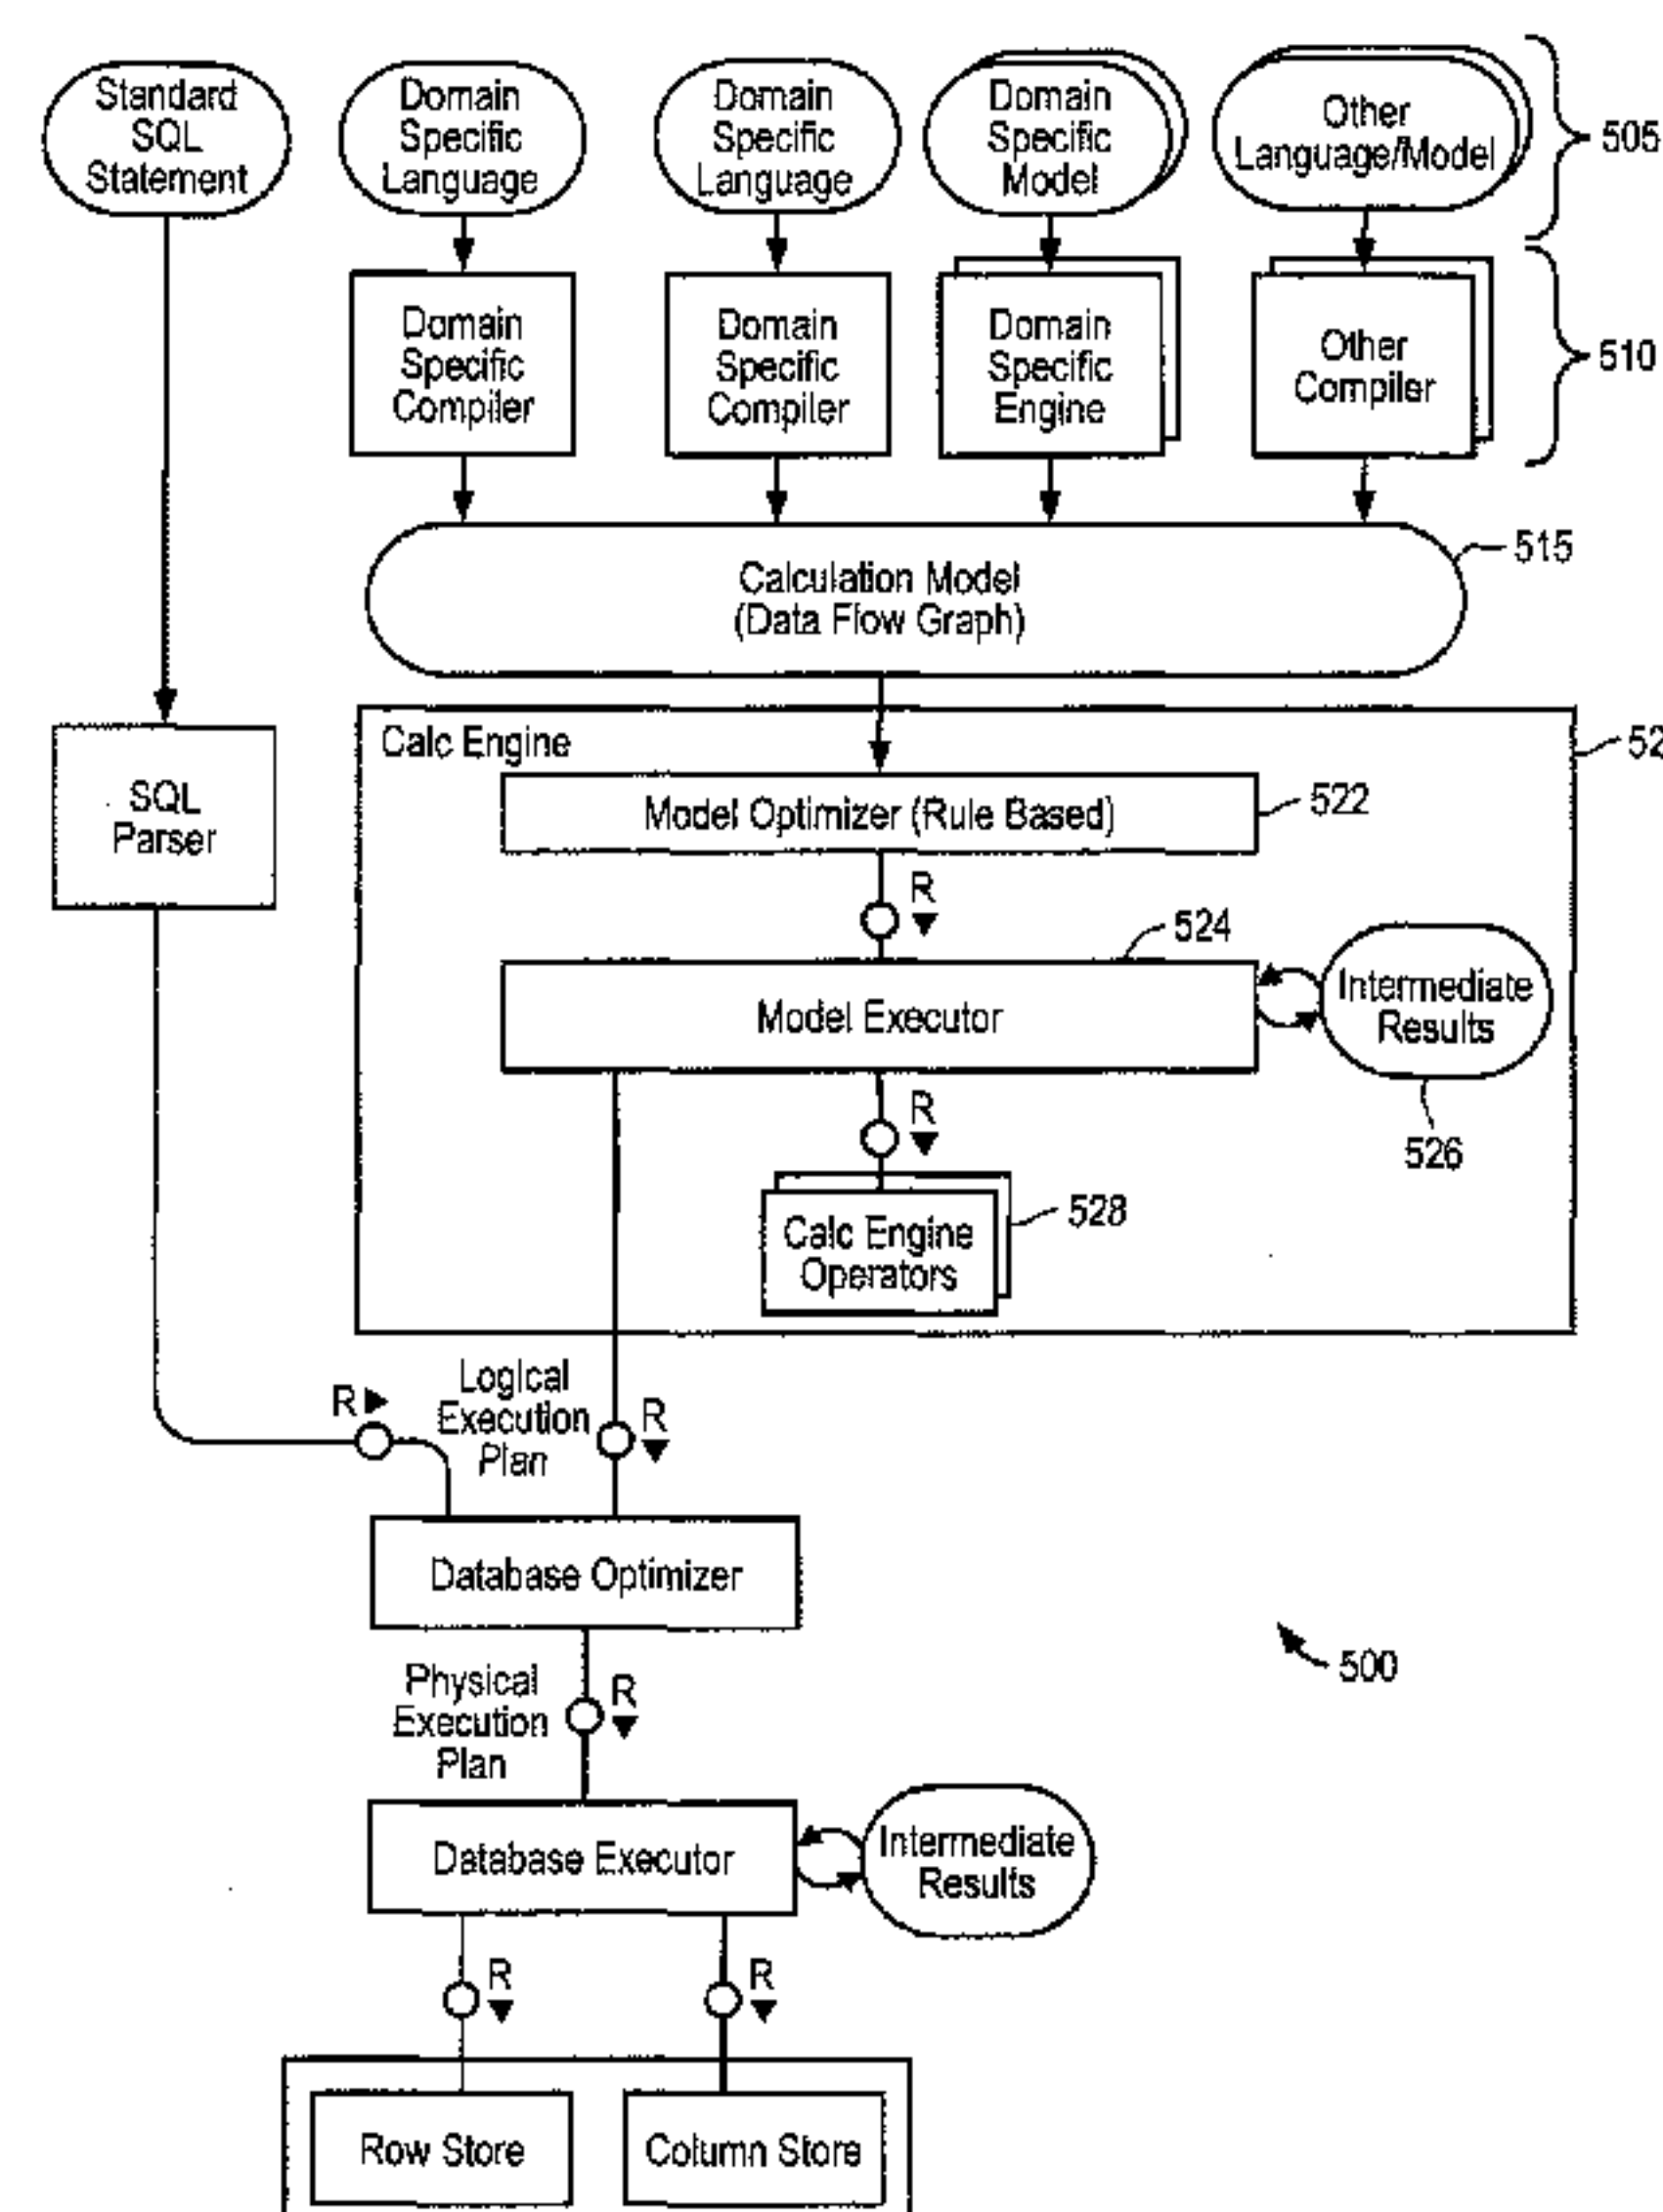 Standard
SQL
Statement
Domain
Specific
Language
Domain
Specific
Language
Domain
Specific
Model
Other
Language/Model
505
Domain
Specific
Compiler
Domain
Specific
Compiler
Domain
Specific
Engine
Other
Compiler
510
Calculation Model
(Data Flow Graph)
515
SQL
Parser
Calc Engine
52
Model Optimizer (Rule Based)
522
R
524
Model Executor
Intermediate
Results
526
R
Calc Engine
Operators
528
R
Logical
Execution
Plan
R
Database Optimizer
500
Physical
Execution
Plan
R
Database Executor
Intermediate
Results
R
R
Row Store
Column Store